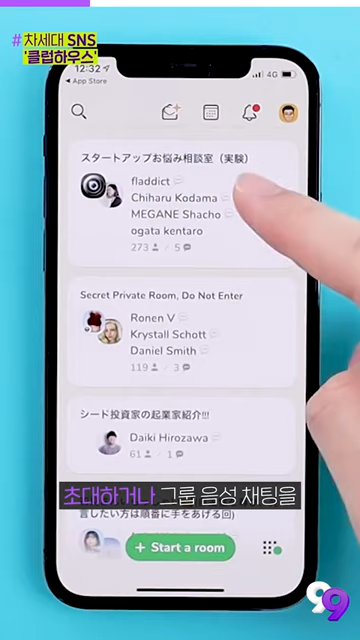 #차세대 SNS
'클럽하우스'
12:32
4G
App Store
スタートアップお悩み相談室（実験）
fladdict
Chiharu Kodama
MEGANE Shacho
ogata kentaro
273 / 5
Secret Private Room, Do Not Enter
Ronen V
Krystall Schott
Daniel Smith
119 / 3
シード投資家の起業家紹介!!!
Daiki Hirozawa
61 / 1
초대하거나 그룹 음성 채팅을
言したい方は順番に手をあげる回)
+ Start a room
99